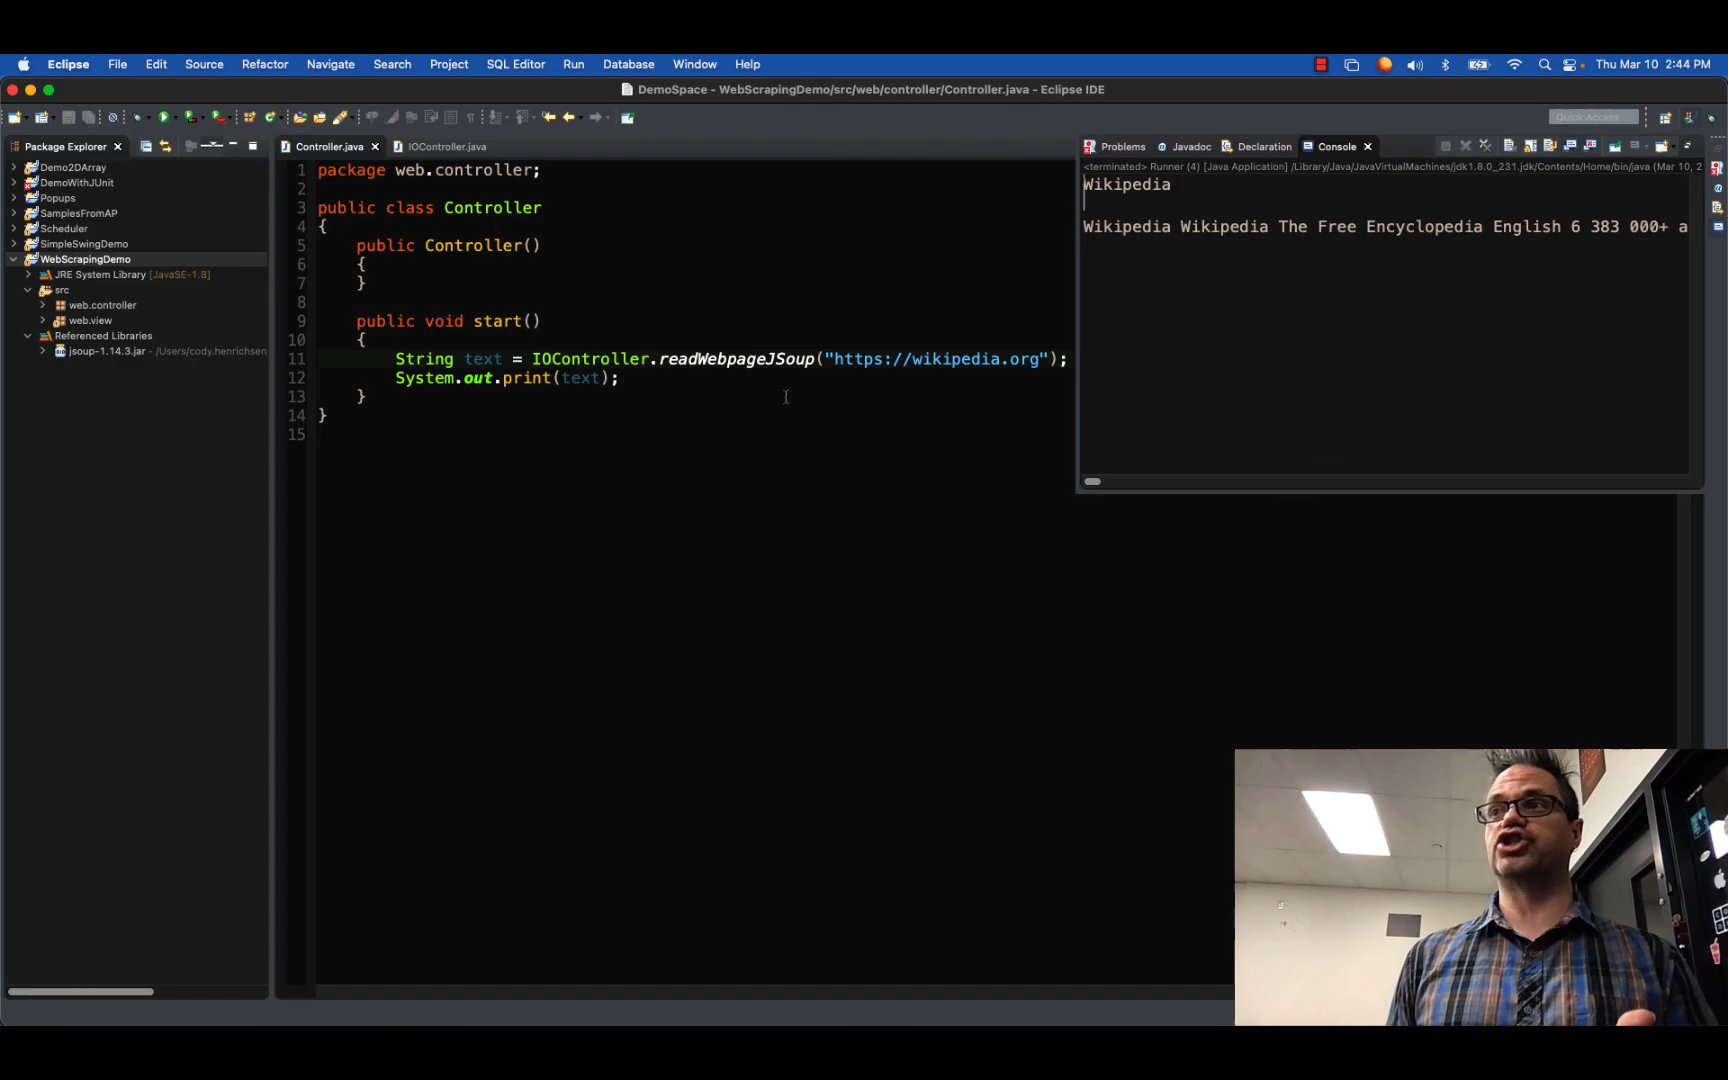 Eclipse File Edit Source Refactor Navigate Search Project SQL Editor Run Database Window Help Thu Mar 10 2:44 PM
DemoSpace - WebScrapingDemo/src/web/controller/Controller.java - Eclipse IDE
Quick Access
Package Explorer
Demo2DArray
DemoWithJUnit
Popups
SamplesFromAP
Scheduler
SimpleSwingDemo
WebScrapingDemo
JRE System Library [JavaSE-1.8]
src
web.controller
web.view
Referenced Libraries
jsoup-1.14.3.jar - /Users/cody.henrichsen
Controller.java IOController.java
1 package web.controller;
2
3 public class Controller
4 {
5 public Controller()
6 {
7 }
8
9 public void start()
10 {
11 String text = IOController.readWebpageJSoup("https://wikipedia.org");
12 System.out.print(text);
13 }
14 }
15
Problems Javadoc Declaration Console
<terminated> Runner (4) [Java Application] /Library/Java/JavaVirtualMachines/jdk1.8.0_231.jdk/Contents/Home/bin/java (Mar 10, 2
Wikipedia
Wikipedia Wikipedia The Free Encyclopedia English 6 383 000+ a